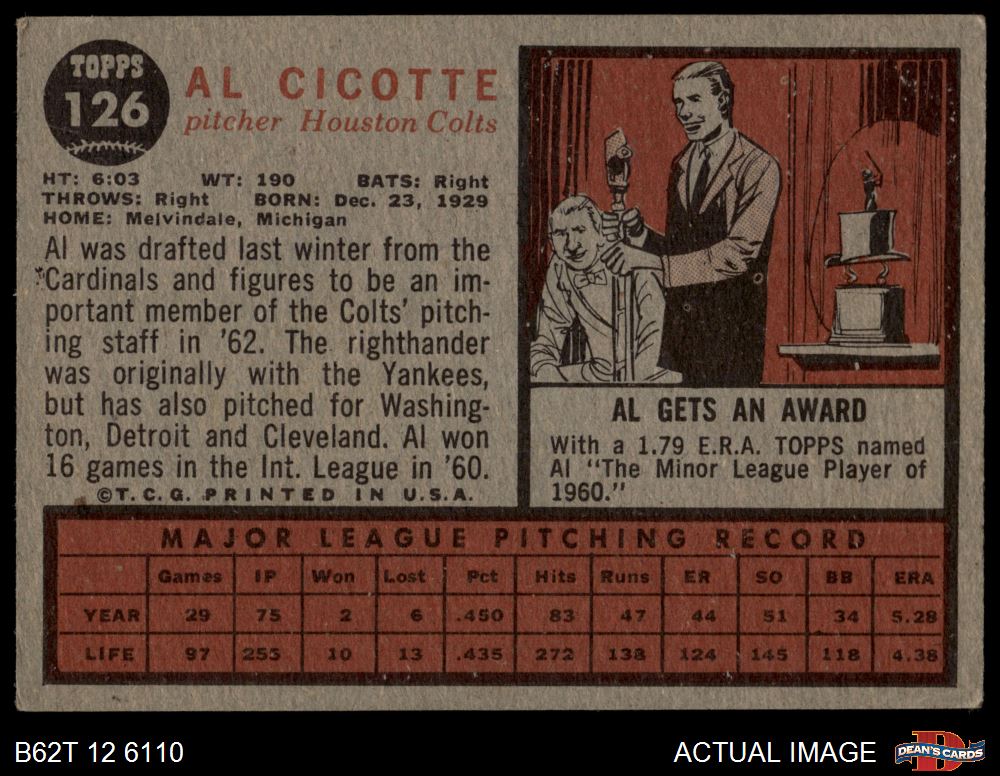 TOPPS
126
AL CICOTTE
pitcher Houston Colts
HT: 6:03 WT: 190 BATS: Right
THROWS: Right BORN: Dec. 23, 1929
HOME: Melvindale, Michigan
Al was drafted last winter from the
Cardinals and figures to be an im-
portant member of the Colts' pitch-
ing staff in '62. The righthander
was originally with the Yankees,
but has also pitched for Washing-
ton, Detroit and Cleveland. Al won
16 games in the Int. League in '60.
©T.C.G. PRINTED IN U.S.A.
AL GETS AN AWARD
With a 1.79 E.R.A. TOPPS named
Al "The Minor League Player of
1960."
MAJOR LEAGUE PITCHING RECORD
Games IP Won Lost Pct Hits Runs ER SO BB ERA
YEAR 29 75 2 6 .450 83 47 44 51 34 5.28
LIFE 97 255 10 13 .435 272 138 124 145 118 4.38
B62T 12 6110
ACTUAL IMAGE
DEAN'S CARDS